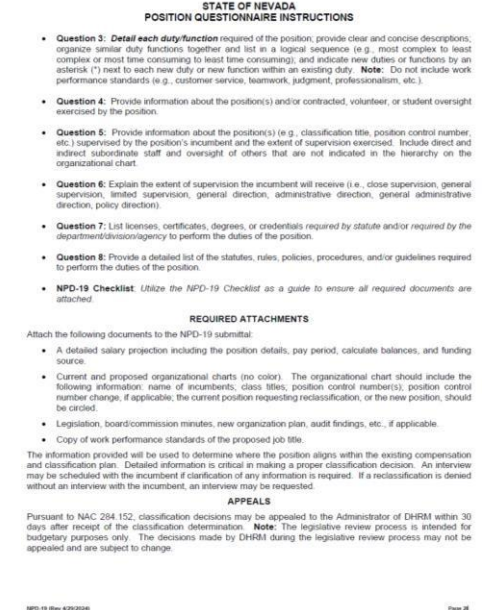 STATE OF NEVADA
POSITION QUESTIONNAIRE INSTRUCTIONS
• Question 3: Detail each duty/function required of the position; provide clear and concise descriptions;
organize similar duty functions together and list in a logical sequence (e.g., most complex to least
complex or most time consuming to least time consuming); and indicate new duties or functions by an
asterisk (*) next to each new duty or new function within an existing duty. Note: Do not include work
performance standards (e.g., customer service, teamwork, judgment, professionalism, etc.).
• Question 4: Provide information about the position(s) and/or contracted, volunteer, or student oversight
exercised by the position.
• Question 5: Provide information about the position(s) (e.g., classification title, position control number,
etc.) supervised by the position's incumbent and the extent of supervision exercised. Include direct and
indirect subordinate staff and oversight of others that are not indicated in the hierarchy on the
organizational chart.
• Question 6: Explain the extent of supervision the incumbent will receive (i.e., close supervision, general
supervision, limited supervision, general direction, administrative direction, general administrative
direction, policy direction).
• Question 7: List licenses, certificates, degrees, or credentials required by statute and/or required by the
department/division/agency to perform the duties of the position.
• Question 8: Provide a detailed list of the statutes, rules, policies, procedures, and/or guidelines required
to perform the duties of the position.
• NPD-19 Checklist: Utilize the NPD-19 Checklist as a guide to ensure all required documents are
attached.
REQUIRED ATTACHMENTS
Attach the following documents to the NPD-19 submittal:
• A detailed salary projection including the position details, pay period, calculate balances, and funding
source.
• Current and proposed organizational charts (no color). The organizational chart should include the
following information: name of incumbents; class titles; position control number(s); position control
number change, if applicable; the current position requesting reclassification, or the new position, should
be circled.
• Legislation, board/commission minutes, new organization plan, audit findings, etc., if applicable.
• Copy of work performance standards of the proposed job title.
The information provided will be used to determine where the position aligns within the existing compensation
and classification plan. Detailed information is critical in making a proper classification decision. An interview
may be scheduled with the incumbent if clarification of any information is required. If a reclassification is denied
without an interview with the incumbent, an interview may be requested.
APPEALS
Pursuant to NAC 284.152, classification decisions may be appealed to the Administrator of DHRM within 30
days after receipt of the classification determination. Note: The legislative review process is intended for
budgetary purposes only. The decisions made by DHRM during the legislative review process may not be
appealed and are subject to change.
NPD-19 (Rev 4/29/2024)
Page